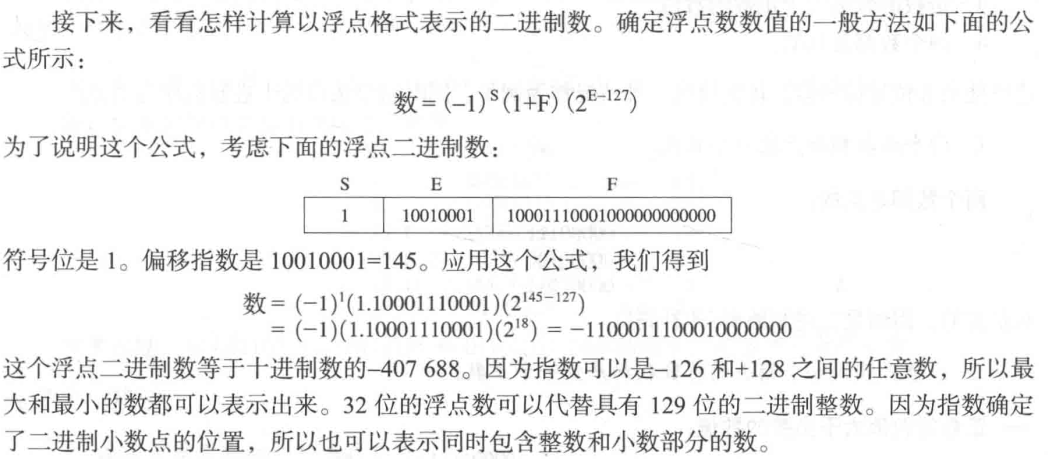 接下来，看看怎样计算以浮点格式表示的二进制数。确定浮点数数值的一般方法如下面的公
式所示：
数 = (−1)^S(1+F) (2^E-127)
为了说明这个公式，考虑下面的浮点二进制数：
S E F
1 10010001 10001110001000000000000
符号位是 1。偏移指数是 10010001=145。应用这个公式，我们得到
数 = (−1)^1(1.10001110001)(2^145−127)
= (−1)(1.10001110001)(2^18) = −1100011100010000000
这个浮点二进制数等于十进制数的–407 688。因为指数可以是－126 和+128 之间的任意数，所以最
大和最小的数都可以表示出来。32 位的浮点数可以代替具有 129 位的二进制整数。因为指数确定
了二进制小数点的位置，所以也可以表示同时包含整数和小数部分的数。